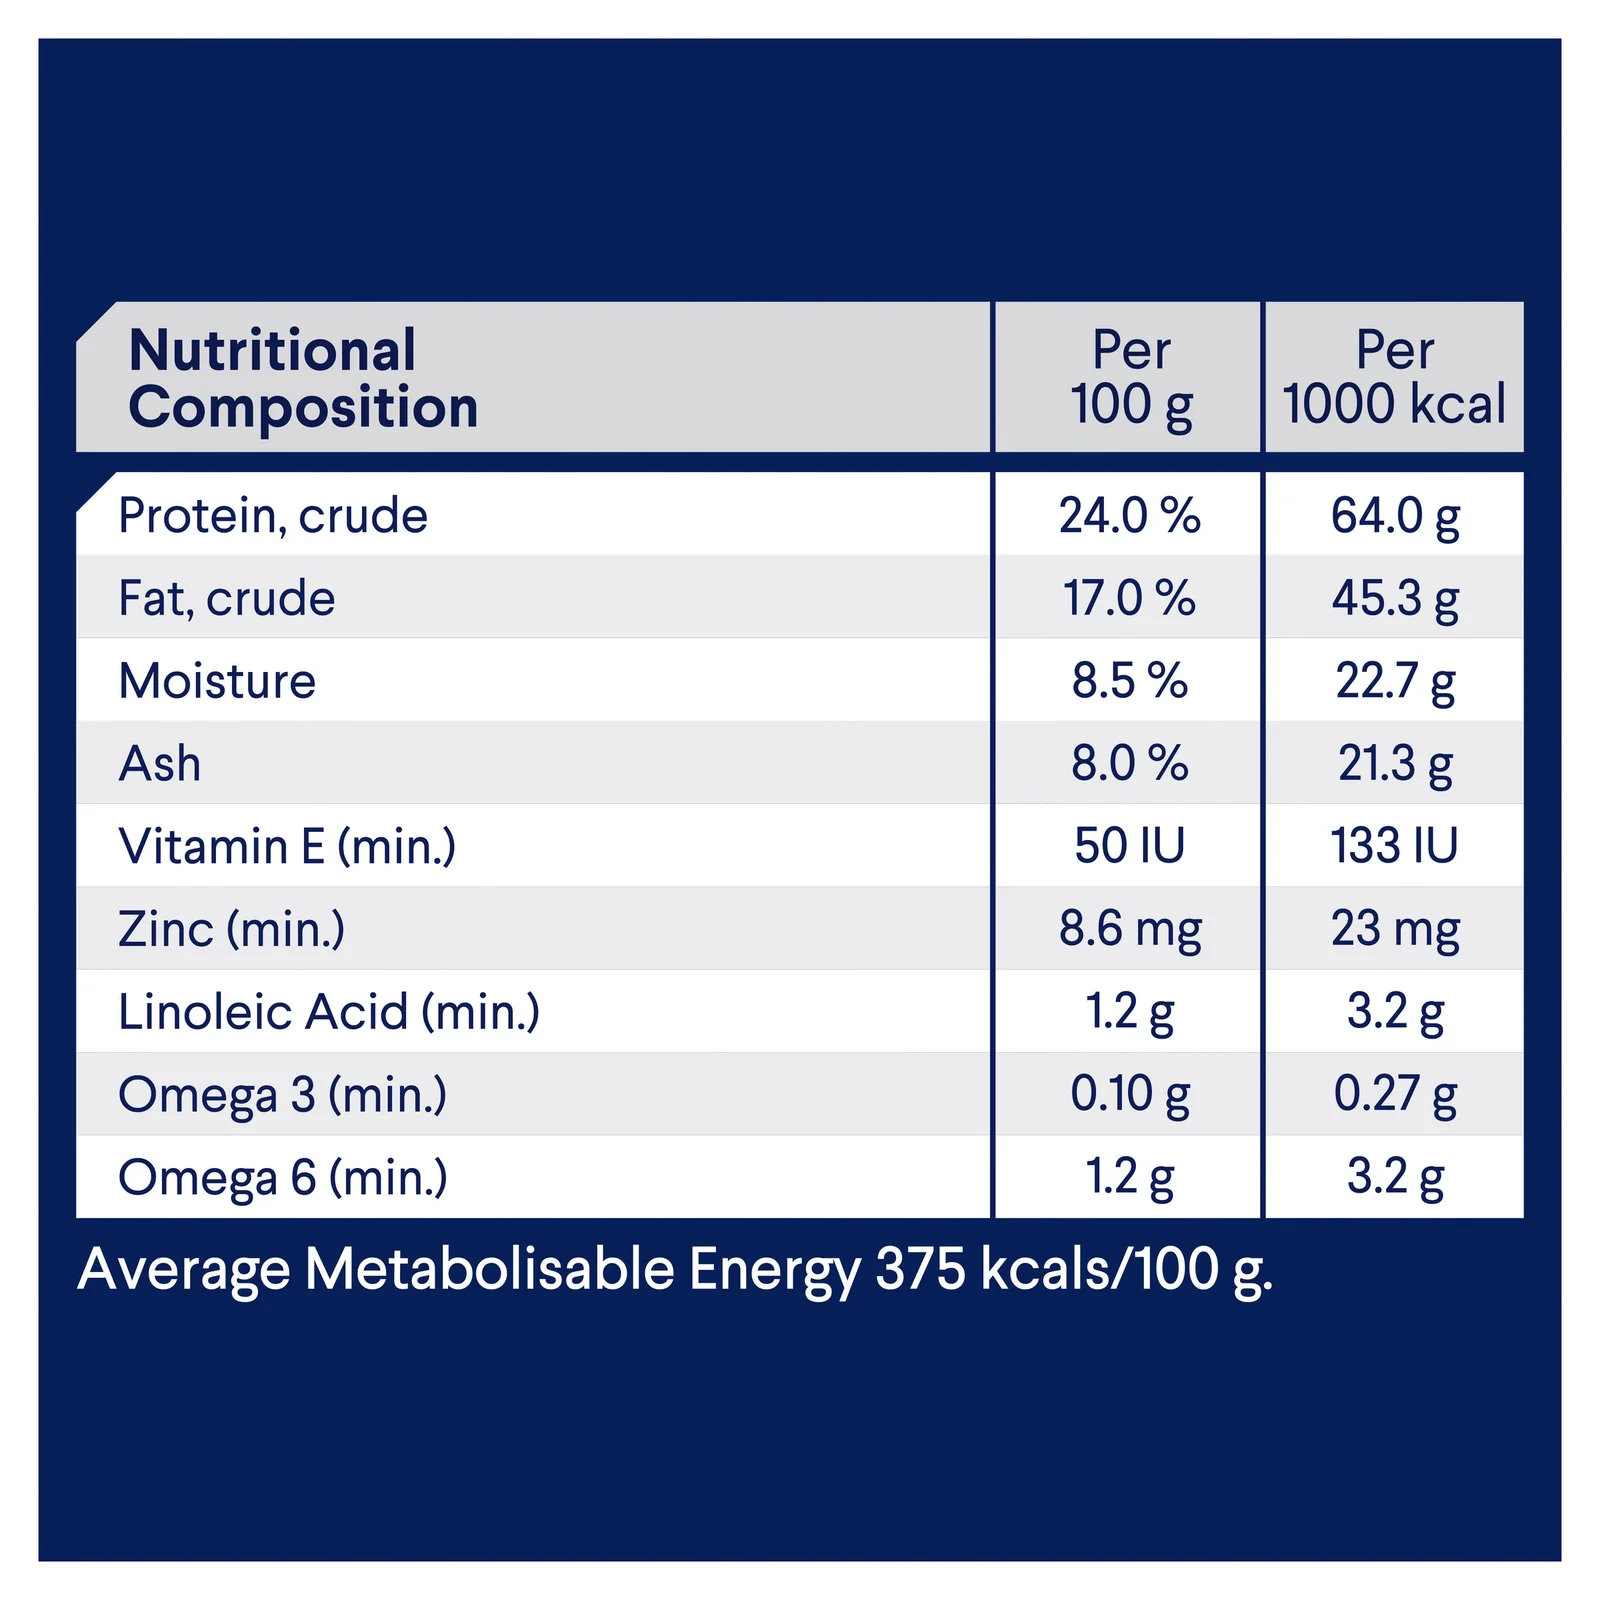 Nutritional
Composition
Per
100 g
Per
1000 kcal
Protein, crude 24.0 % 64.0 g
Fat, crude 17.0 % 45.3 g
Moisture 8.5 % 22.7 g
Ash 8.0 % 21.3 g
Vitamin E (min.) 50 IU 133 IU
Zinc (min.) 8.6 mg 23 mg
Linoleic Acid (min.) 1.2 g 3.2 g
Omega 3 (min.) 0.10 g 0.27 g
Omega 6 (min.) 1.2 g 3.2 g
Average Metabolisable Energy 375 kcals/100 g.